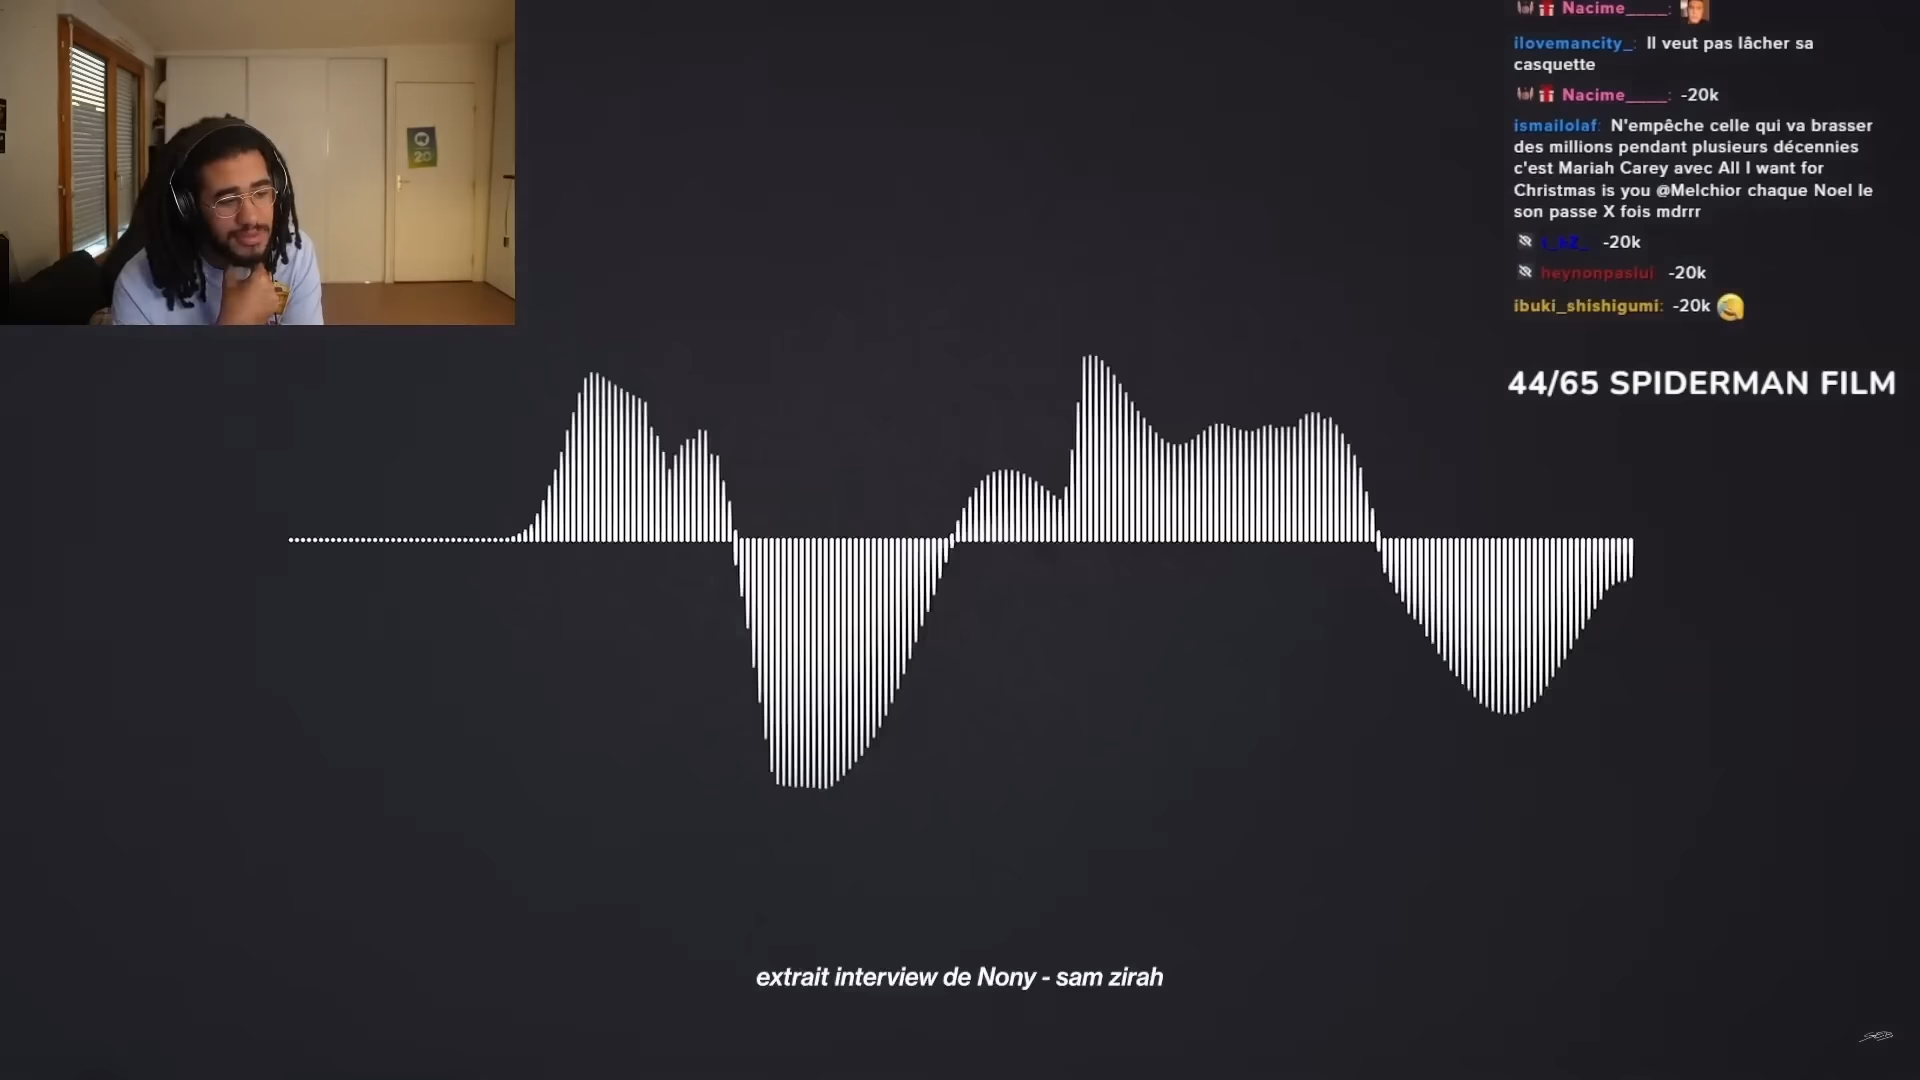 Nacime____:
ilovemancity_: Il veut pas lâcher sa
casquette
Nacime____: -20k
ismailolaf: N'empêche celle qui va brasser
des millions pendant plusieurs décennies
c'est Mariah Carey avec All I want for
Christmas is you @Melchior chaque Noel le
son passe X fois mdrrr
-20k
heynonpaslui -20k
ibuki_shishigumi: -20k
44/65 SPIDERMAN FILM
20
extrait interview de Nony - sam zirah